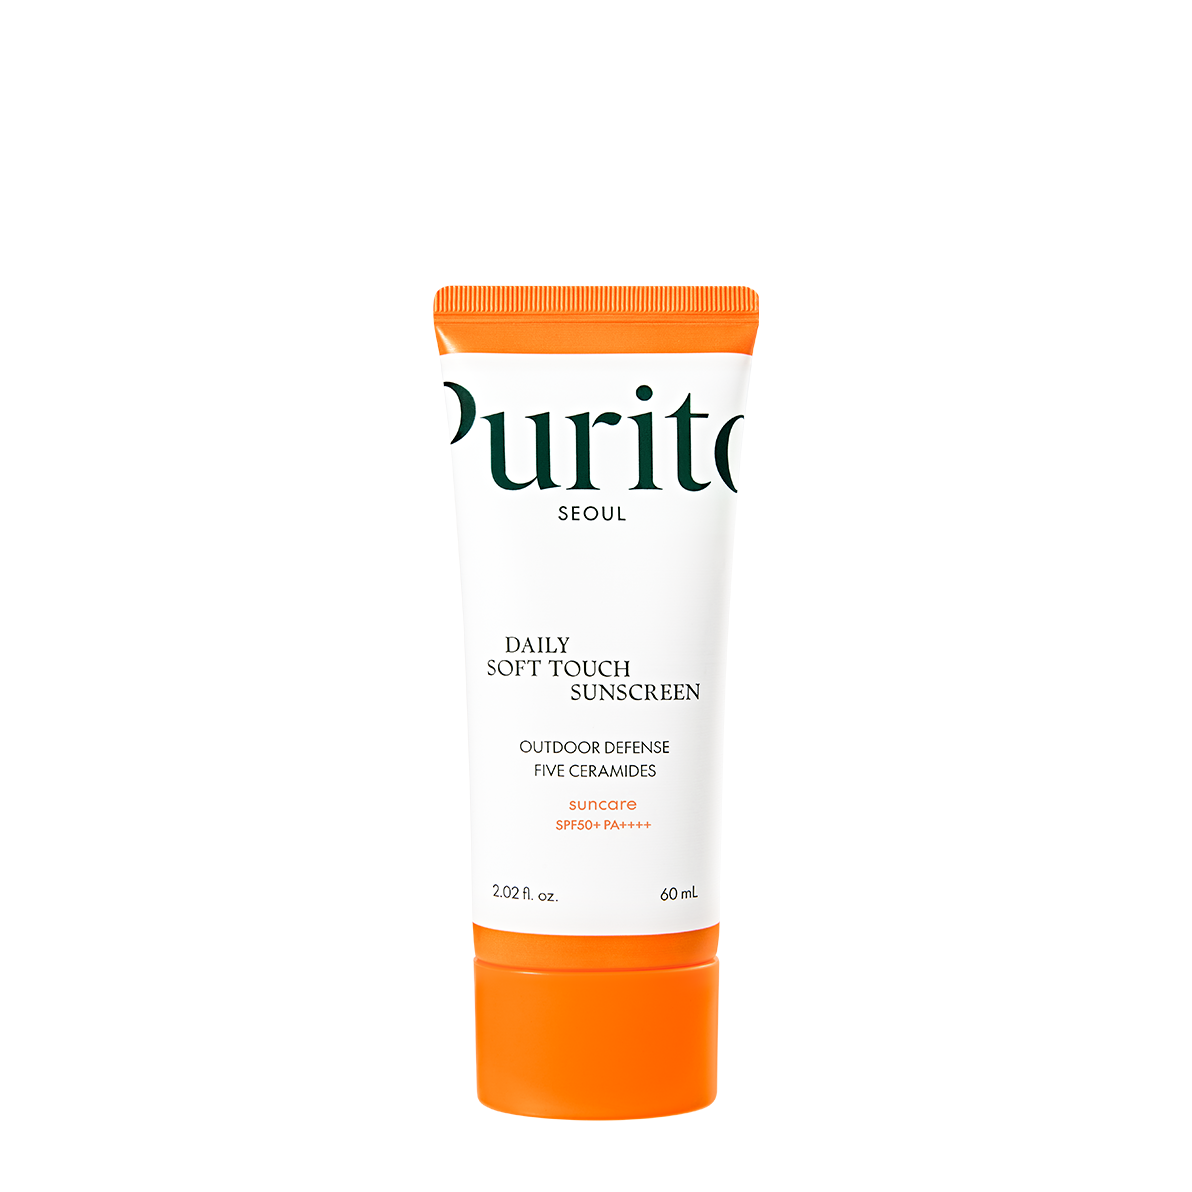 Purito
SEOUL
DAILY
SOFT TOUCH
SUNSCREEN
OUTDOOR DEFENSE
FIVE CERAMIDES
suncare
SPF50+ PA++++
2.02 fl. oz.
60 mL